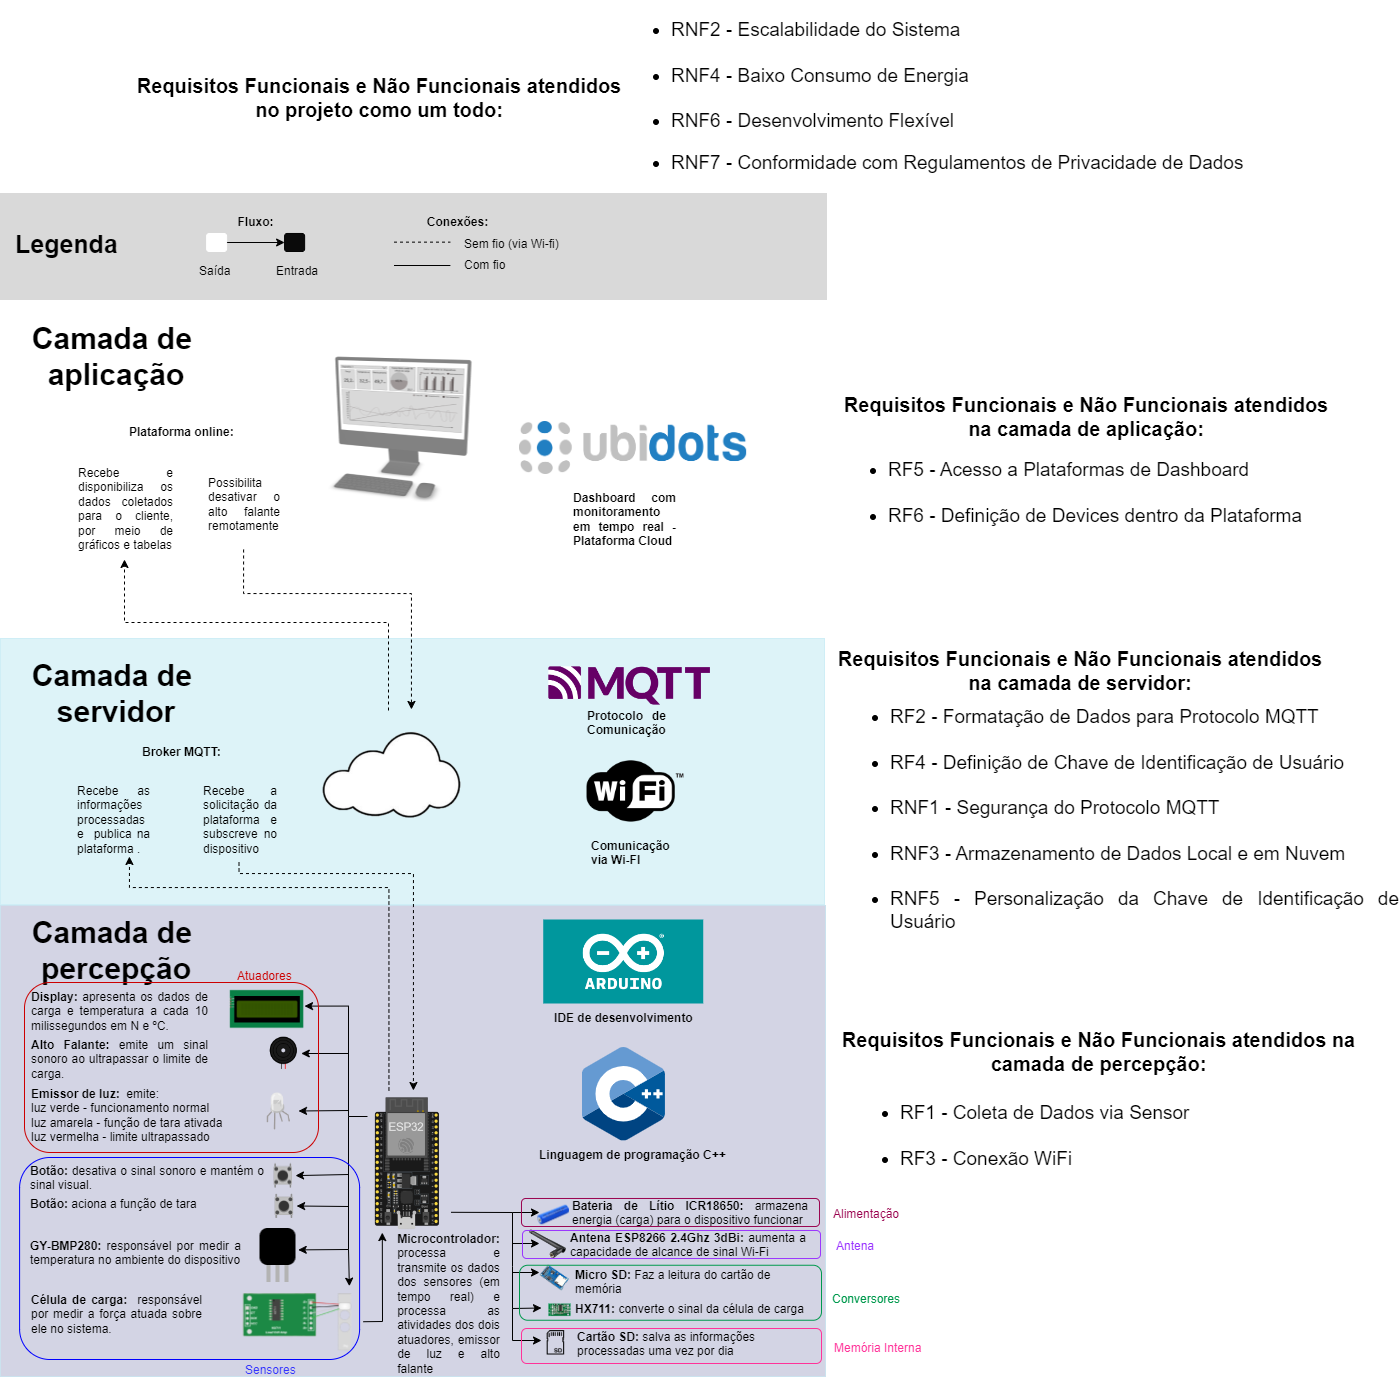 Requisitos Funcionais e Não Funcionais atendidos
no projeto como um todo:
• RNF2 - Escalabilidade do Sistema
• RNF4 - Baixo Consumo de Energia
• RNF6 - Desenvolvimento Flexível
• RNF7 - Conformidade com Regulamentos de Privacidade de Dados
Legenda
Fluxo:
Saída
Entrada
Conexões:
Sem fio (via Wi-fi)
Com fio
Camada de
aplicação
Plataforma online:
Recebe e
disponibiliza os
dados coletados
para o cliente,
por meio de
gráficos e tabelas
Possibilita
desativar o
alto falante
remotamente
ubidots
Dashboard com
monitoramento
em tempo real -
Plataforma Cloud
Requisitos Funcionais e Não Funcionais atendidos
na camada de aplicação:
• RF5 - Acesso a Plataformas de Dashboard
• RF6 - Definição de Devices dentro da Plataforma
Camada de
servidor
Broker MQTT:
Recebe as
informações
processadas
e publica na
plataforma .
Recebe a
solicitação da
plataforma e
subscreve no
dispositivo
MQTT
Protocolo de
Comunicação
Wi Fi
TM
Comunicação
via Wi-FI
Requisitos Funcionais e Não Funcionais atendidos
na camada de servidor:
• RF2 - Formatação de Dados para Protocolo MQTT
• RF4 - Definição de Chave de Identificação de Usuário
• RNF1 - Segurança do Protocolo MQTT
• RNF3 - Armazenamento de Dados Local e em Nuvem
• RNF5 - Personalização da Chave de Identificação de
Usuário
Camada de
percepção
Atuadores
Display: apresenta os dados de
carga e temperatura a cada 10
milissegundos em N e ºC.
Alto Falante: emite um sinal
sonoro ao ultrapassar o limite de
carga.
Emissor de luz: emite:
luz verde - funcionamento normal
luz amarela - função de tara ativada
luz vermelha - limite ultrapassado
Botão: desativa o sinal sonoro e mantém o
sinal visual.
Botão: aciona a função de tara
GY-BMP280: responsável por medir a
temperatura no ambiente do dispositivo
Célula de carga: responsável
por medir a força atuada sobre
ele no sistema.
Sensores
ESP32
Microcontrolador:
processa e
transmite os dados
dos sensores (em
tempo real) e
processa as
atividades dos dois
atuadores, emissor
de luz e alto
falante
ARDUINO
IDE de desenvolvimento
C++
Linguagem de programação C++
Bateria de Lítio ICR18650: armazena
energia (carga) para o dispositivo funcionar
Alimentação
Antena ESP8266 2.4Ghz 3dBi: aumenta a
capacidade de alcance de sinal Wi-Fi
Antena
Micro SD: Faz a leitura do cartão de
memória
HX711: converte o sinal da célula de carga
Conversores
SD
Cartão SD: salva as informações
processadas uma vez por dia
Memória Interna
Requisitos Funcionais e Não Funcionais atendidos na
camada de percepção:
• RF1 - Coleta de Dados via Sensor
• RF3 - Conexão WiFi